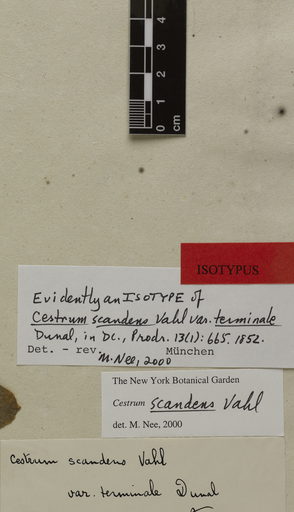 4
3
2
1
0
cm
ISOTYPUS
Evidently an ISOTYPE of
Cestrum scandens Vahl var. terminale
Dunal, in DC., Prodr. 13(1): 665. 1852.
Det. - rev. München
M. Nee, 2000
The New York Botanical Garden
Cestrum scandens Vahl
det. M. Nee, 2000
Cestrum scandens Vahl
var. terminale Dunal